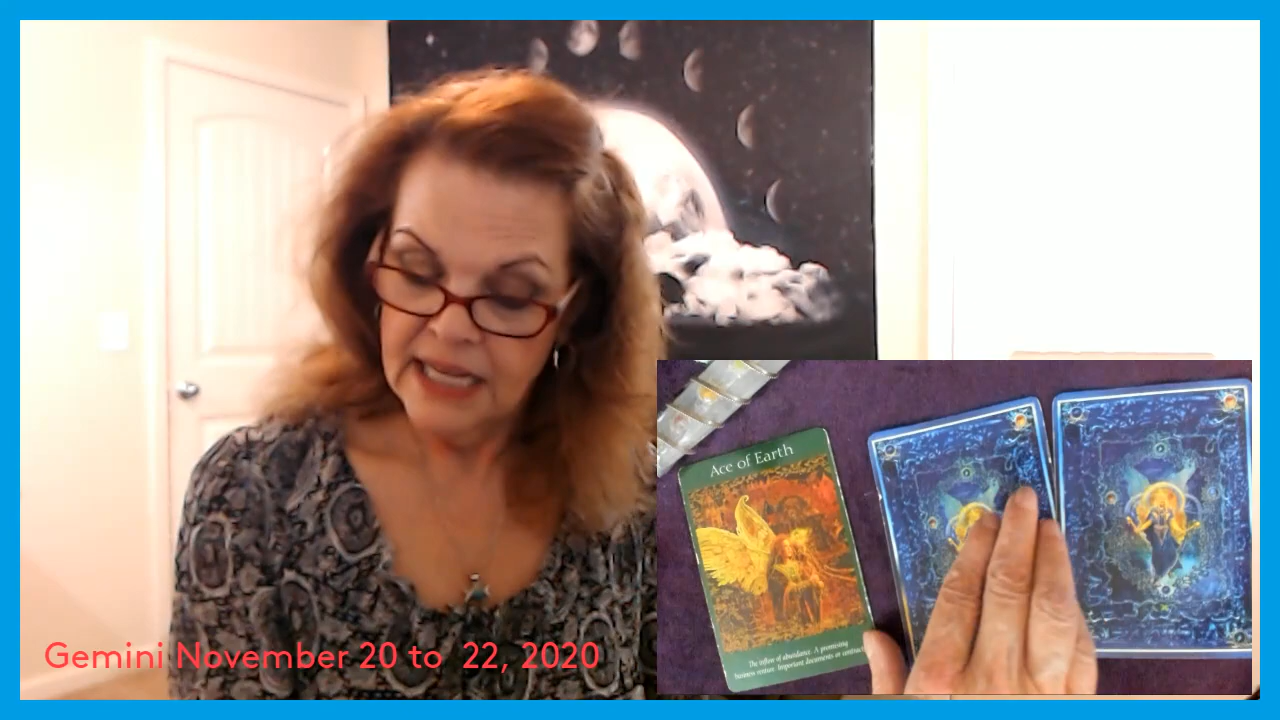 Ace of Earth
The influx of abundance. A promising
business venture. Important documents or contract
Gemini November 20 to 22, 2020